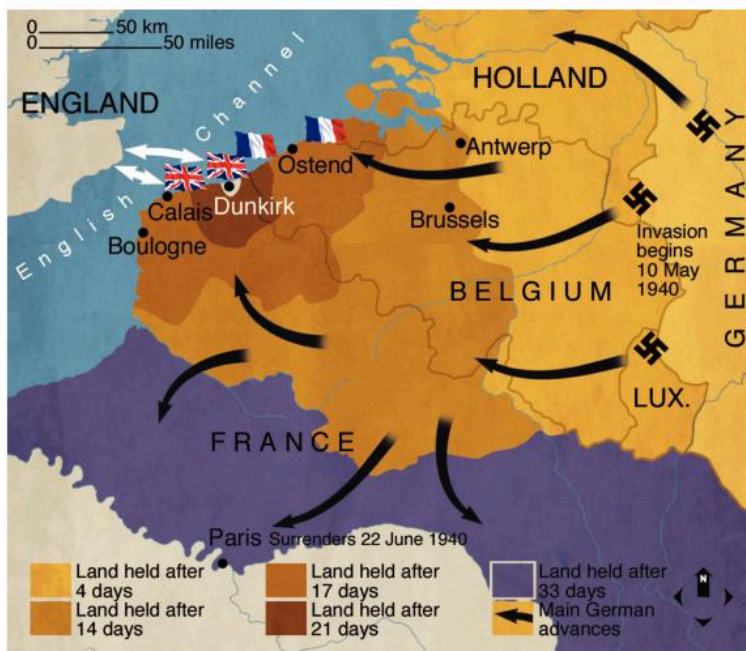 0 50 km
0 50 miles
ENGLAND
English Channel
HOLLAND
GERMANY
Antwerp
Ostend
Calais
Dunkirk
Boulogne
Brussels
Invasion
begins
10 May
1940
BELGIUM
LUX.
FRANCE
Paris Surrenders 22 June 1940
Land held after
4 days
Land held after
14 days
Land held after
17 days
Land held after
21 days
Land held after
33 days
Main German
advances
N